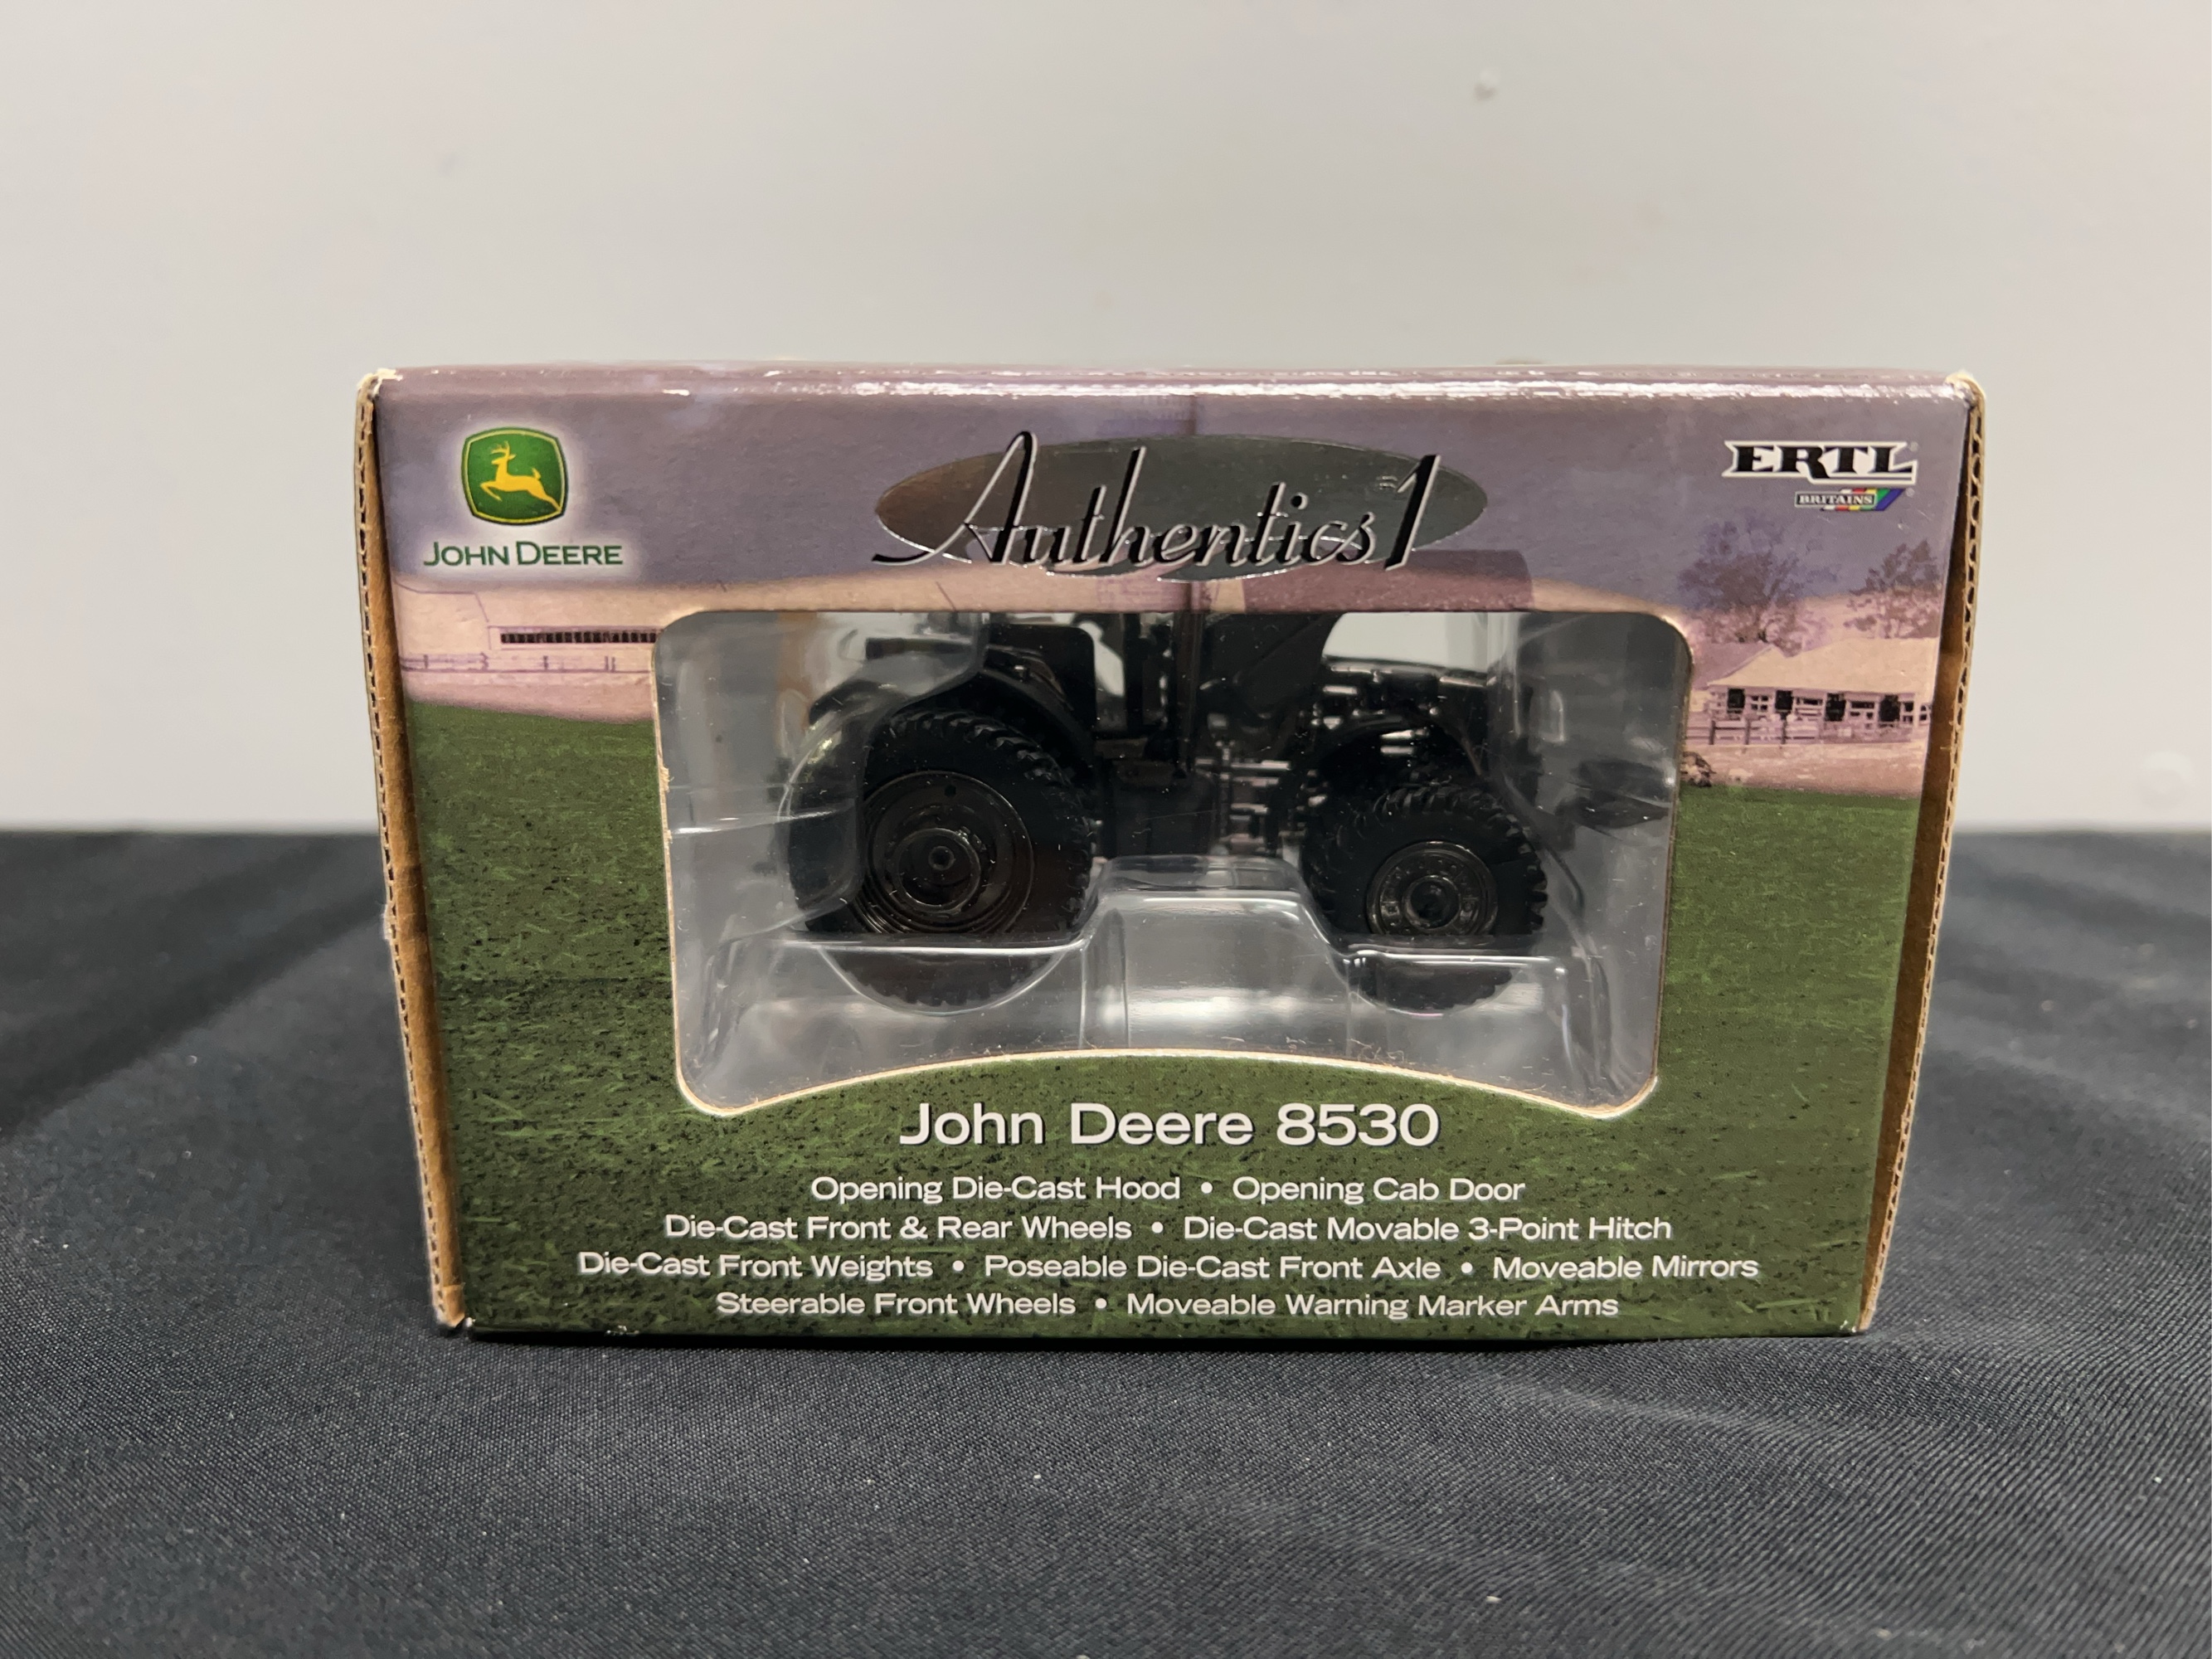 JOHN DEERE
Authentics 1
ERTL
BRITAINS
John Deere 8530
Opening Die-Cast Hood • Opening Cab Door
Die-Cast Front & Rear Wheels • Die-Cast Movable 3-Point Hitch
Die-Cast Front Weights • Poseable Die-Cast Front Axle • Moveable Mirrors
Steerable Front Wheels • Moveable Warning Marker Arms